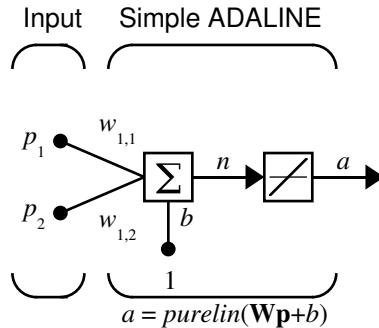 Input Simple ADALINE
p1
w1,1
Σ
n
a
p2
w1,2
b
1
a = purelin(Wp+b)